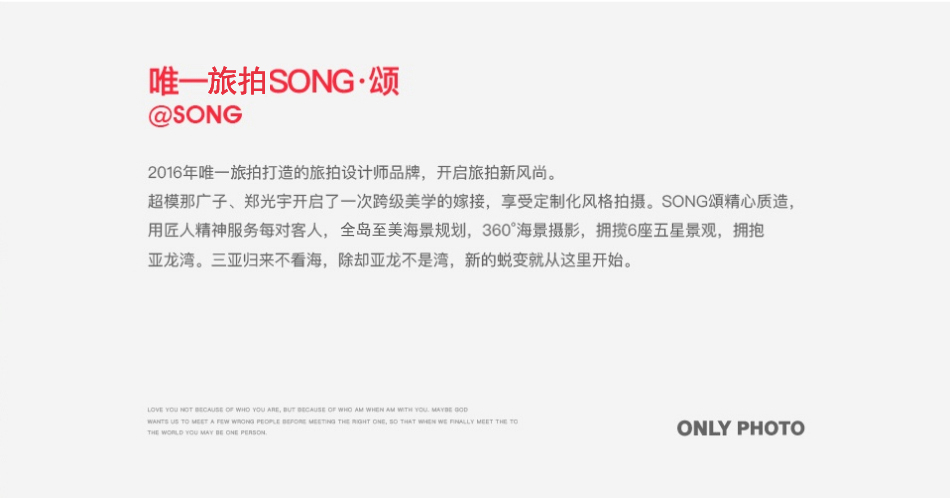 唯一旅拍SONG·颂
@SONG
2016年唯一旅拍打造的旅拍设计师品牌，开启旅拍新风尚。
超模那广子、郑光宇开启了一次跨级美学的嫁接，享受定制化风格拍摄。SONG頌精心质造，
用匠人精神服务每对客人，全岛至美海景规划，360°海景摄影，拥揽6座五星景观，拥抱
亚龙湾。三亚归来不看海，除却亚龙不是湾，新的蜕变就从这里开始。
LOVE YOU NOT BSCAUSE OF WHO YOU ARE, BUT BECAUSE OF WHO AM WHEN AM WITH YOU. MAYBE GOD
WANTS US TO MEET A FEW WRONG PEOPLE BEFORE MEETING THE RIGHT ONE, SO THAT WHEN WE FINALLY MEET THE TO
THE WORLD YOU MAY BE ONE PERSON.
ONLY PHOTO